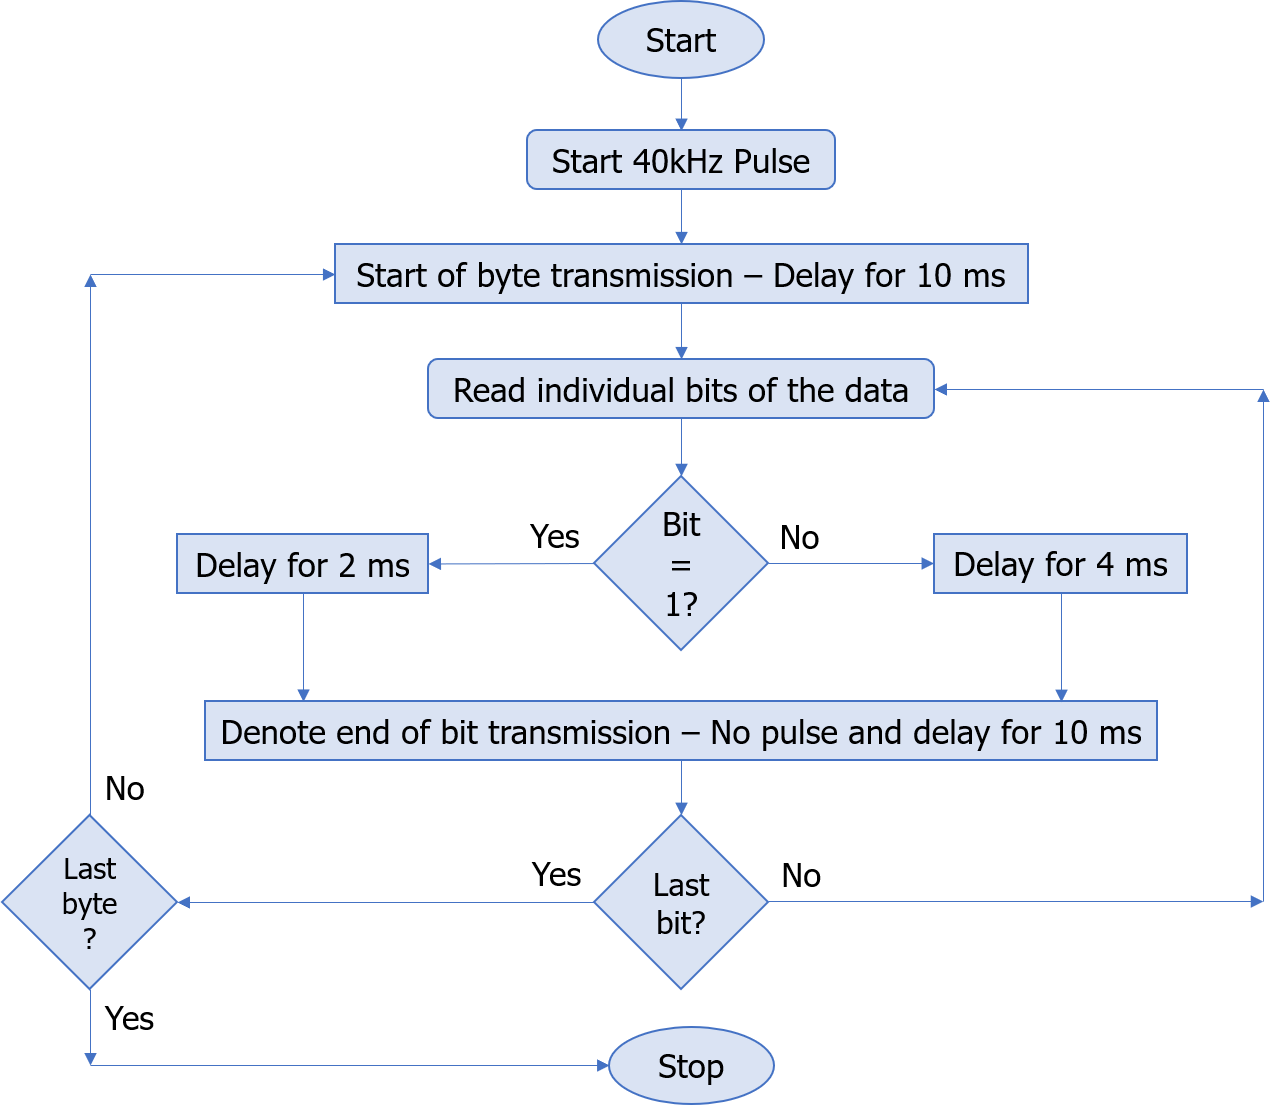 Start
Start 40kHz Pulse
Start of byte transmission – Delay for 10 ms
Read individual bits of the data
Bit
=
1?
Yes
No
Delay for 2 ms
Delay for 4 ms
Denote end of bit transmission – No pulse and delay for 10 ms
No
Last
byte
?
Yes
Last
bit?
No
Yes
Stop